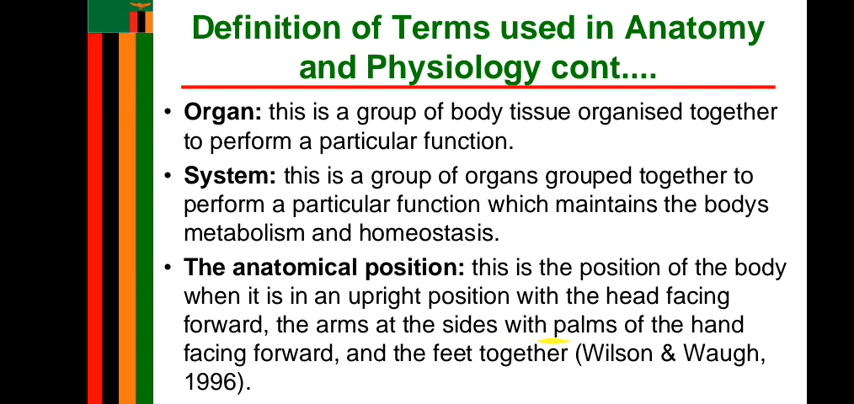 Definition of Terms used in Anatomy
and Physiology cont....
• Organ: this is a group of body tissue organised together
to perform a particular function.
• System: this is a group of organs grouped together to
perform a particular function which maintains the bodys
metabolism and homeostasis.
• The anatomical position: this is the position of the body
when it is in an upright position with the head facing
forward, the arms at the sides with palms of the hand
facing forward, and the feet together (Wilson & Waugh,
1996).